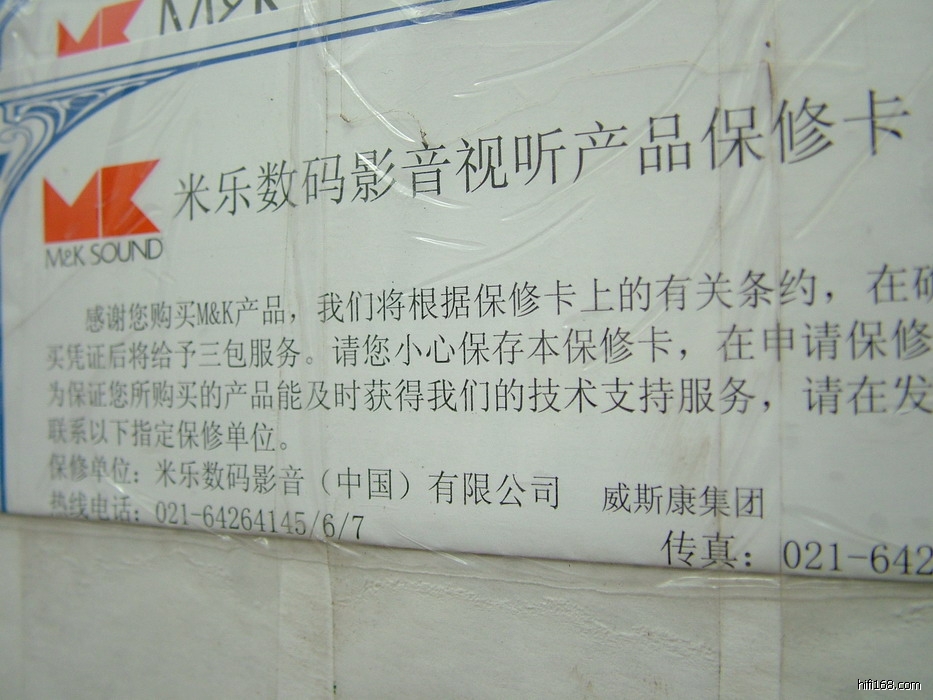 M&K
米乐数码影音视听产品保修卡
M&K SOUND
感谢您购买M&K产品，我们将根据保修卡上的有关条约，在
买凭证后将给予三包服务。请您小心保存本保修卡，在申请保修
为保证您所购买的产品能及时获得我们的技术支持服务，请在发
联系以下指定保修单位。
保修单位：米乐数码影音（中国）有限公司 威斯康集团
热线电话：021-64264145/6/7
传真：021-642
hifi168.com